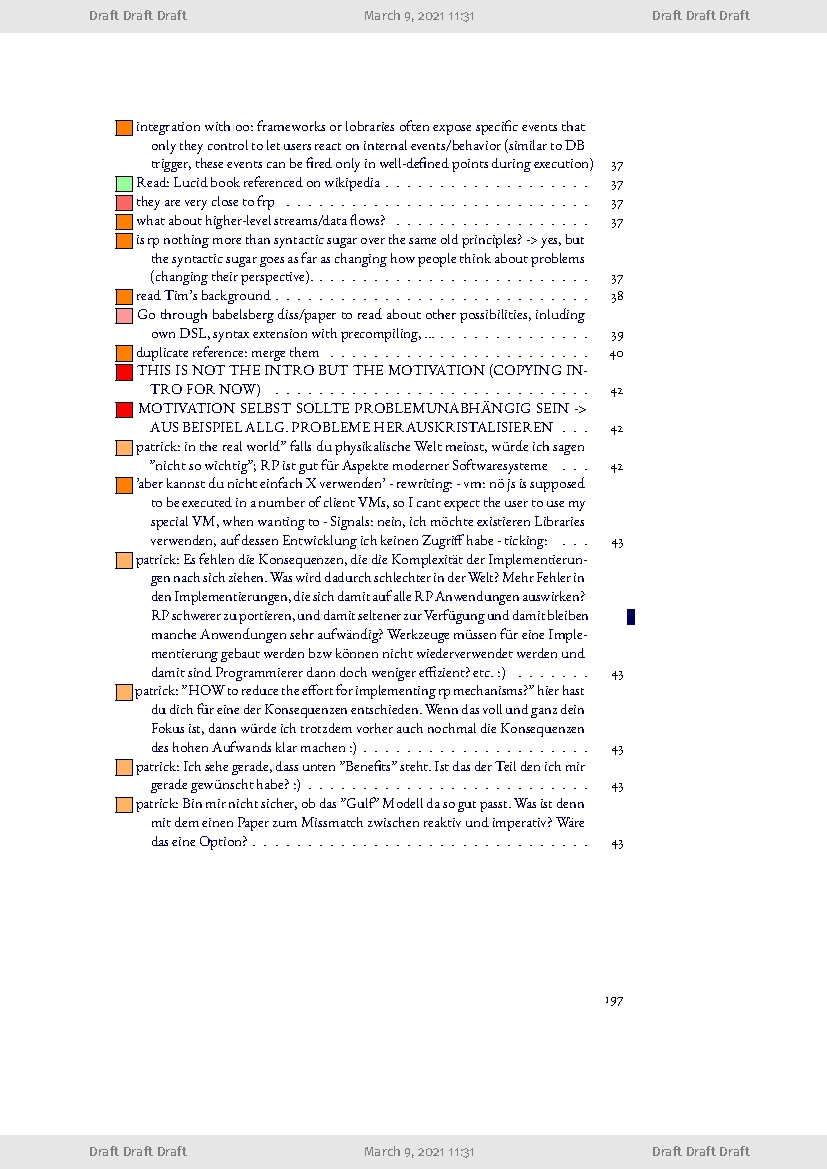 Draft Draft Draft March 9, 2021 11:31 Draft Draft Draft
integration with oo: frameworks or lobraries often expose specific events that
only they control to let users react on internal events/behavior (similar to DB
trigger, these events can be fired only in well-defined points during execution) 37
Read: Lucid book referenced on wikipedia . . . . . . . . . . . . . . . . . . . 37
they are very close to frp . . . . . . . . . . . . . . . . . . . . . . . . . . . . 37
what about higher-level streams/data flows? . . . . . . . . . . . . . . . . . . 37
is rp nothing more than syntactic sugar over the same old principles? -> yes, but
the syntactic sugar goes as far as changing how people think about problems
(changing their perspective). . . . . . . . . . . . . . . . . . . . . . . . . . 37
read Tim's background . . . . . . . . . . . . . . . . . . . . . . . . . . . . . 38
Go through babelsberg diss/paper to read about other possibilities, inluding
own DSL, syntax extension with precompiling, ... . . . . . . . . . . . . . . . 39
duplicate reference: merge them . . . . . . . . . . . . . . . . . . . . . . . . 40
THIS IS NOT THE INTRO BUT THE MOTIVATION (COPYING IN-
TRO FOR NOW) . . . . . . . . . . . . . . . . . . . . . . . . . . . . . 42
MOTIVATION SELBST SOLLTE PROBLEMUNABHÄNGIG SEIN ->
AUS BEISPIEL ALLG. PROBLEME HERAUSKRISTALISIEREN . . . 42
patrick: in the real world" falls du physikalische Welt meinst, würde ich sagen
"nicht so wichtig"; RP ist gut für Aspekte moderner Softwaresysteme . . . 42
'aber kannst du nicht einfach X verwenden' - rewriting: - vm: nö js is supposed
to be executed in a number of client VMs, so I cant expect the user to use my
special VM, when wanting to - Signals: nein, ich möchte existieren Libraries
verwenden, auf dessen Entwicklung ich keinen Zugriff habe - ticking: . . . 43
patrick: Es fehlen die Konsequenzen, die die Komplexität der Implementierun-
gen nach sich ziehen. Was wird dadurch schlechter in der Welt? Mehr Fehler in
den Implementierungen, die sich damit auf alle RP Anwendungen auswirken?
RP schwerer zu portieren, und damit seltener zur Verfügung und damit bleiben
manche Anwendungen sehr aufwändig? Werkzeuge müssen für eine Imple-
mentierung gebaut werden bzw können nicht wiederverwendet werden und
damit sind Programmierer dann doch weniger effizient? etc. :) . . . . . . . 43
patrick: "HOW to reduce the effort for implementing rp mechanisms?" hier hast
du dich für eine der Konsequenzen entschieden. Wenn das voll und ganz dein
Fokus ist, dann würde ich trotzdem vorher auch nochmal die Konsequenzen
des hohen Aufwands klar machen :) . . . . . . . . . . . . . . . . . . . . . 43
patrick: Ich sehe gerade, dass unten "Benefits" steht. Ist das der Teil den ich mir
gerade gewünscht habe? :) . . . . . . . . . . . . . . . . . . . . . . . . . . 43
patrick: Bin mir nicht sicher, ob das "Gulf" Modell da so gut passt. Was ist denn
mit dem einen Paper zum Missmatch zwischen reaktiv und imperativ? Wäre
das eine Option? . . . . . . . . . . . . . . . . . . . . . . . . . . . . . . . 43
197
Draft Draft Draft March 9, 2021 11:31 Draft Draft Draft